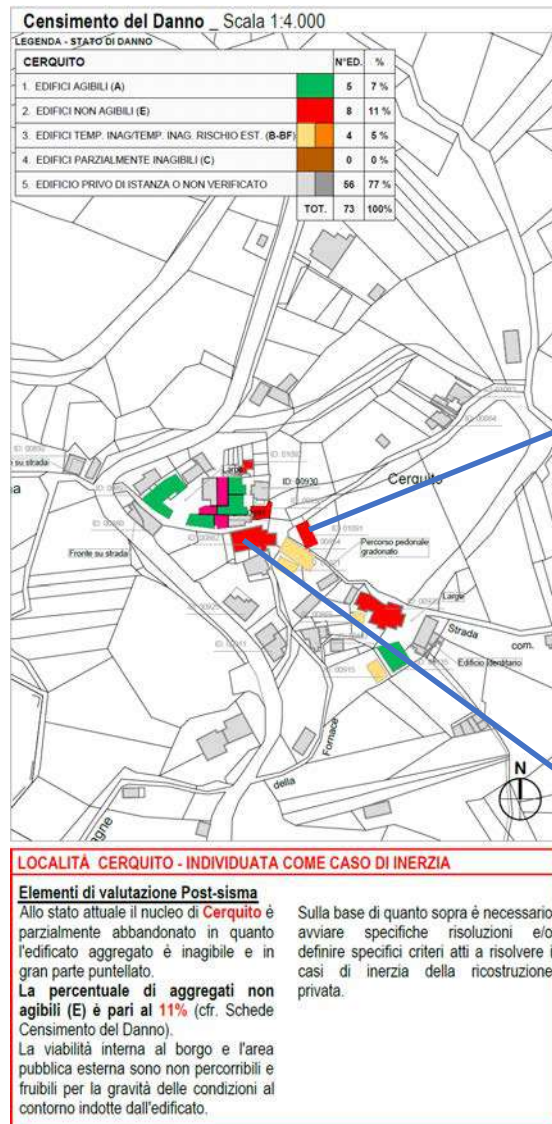 Censimento del Danno _ Scala 1:4.000
LEGENDA - STATO DI DANNO
CERQUITO N°ED. %
1. EDIFICI AGIBILI (A) 5 7 %
2. EDIFICI NON AGIBILI (E) 8 11 %
3. EDIFICI TEMP. INAG/TEMP. INAG. RISCHIO EST. (B-BF) 4 5 %
4. EDIFICI PARZIALMENTE INAGIBILI (C) 0 0 %
5. EDIFICIO PRIVO DI ISTANZA O NON VERIFICATO 56 77 %
TOT. 73 100%
su strada
Largo
ID: 00930
Cerquito
Percorso pedonale
gradonato
Fronte su strada
Largo
Strada
com.
Edificio Identitario
Fornace
della
N
LOCALITÀ CERQUITO - INDIVIDUATA COME CASO DI INERZIA
Elementi di valutazione Post-sisma
Allo stato attuale il nucleo di Cerquito è
parzialmente abbandonato in quanto
l'edificato aggregato è inagibile e in
gran parte puntellato.
La percentuale di aggregati non
agibili (E) è pari al 11% (cfr. Schede
Censimento del Danno).
La viabilità interna al borgo e l'area
pubblica esterna sono non percorribili e
fruibili per la gravità delle condizioni al
contorno indotte dall'edificato.
Sulla base di quanto sopra è necessario
avviare specifiche risoluzioni e/o
definire specifici criteri atti a risolvere i
casi di inerzia della ricostruzione
privata.